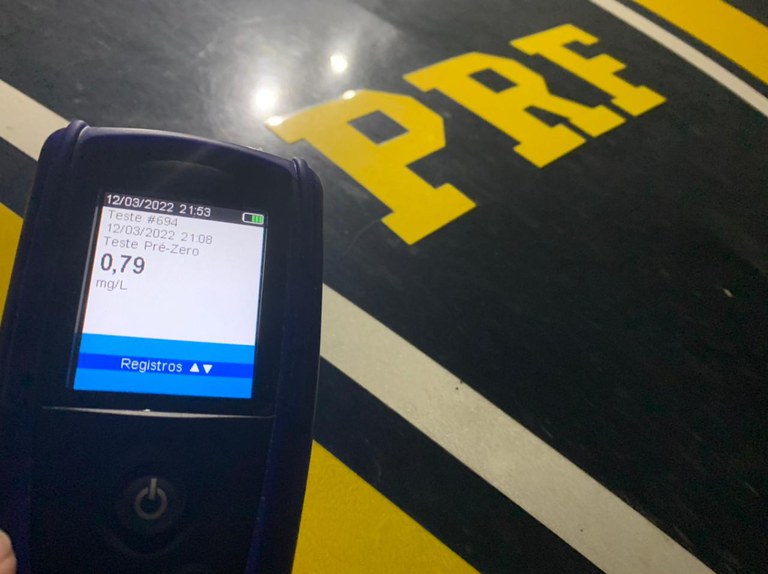 PRF
12/03/2022 21:53
Teste #694
12/03/2022 21:08
Teste Pré-Zero
0,79
mg/L
Registros ▲▼